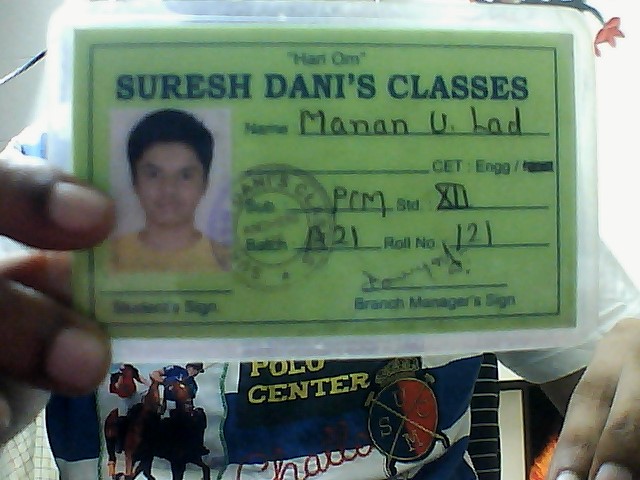 "Hari Om"
SURESH DANI'S CLASSES
Name Manan U. Lad
CET : Engg /
Sub PCM Std XII
Batch A21 Roll No 121
Student's Sign Branch Manager's Sign
POLO
CENTER